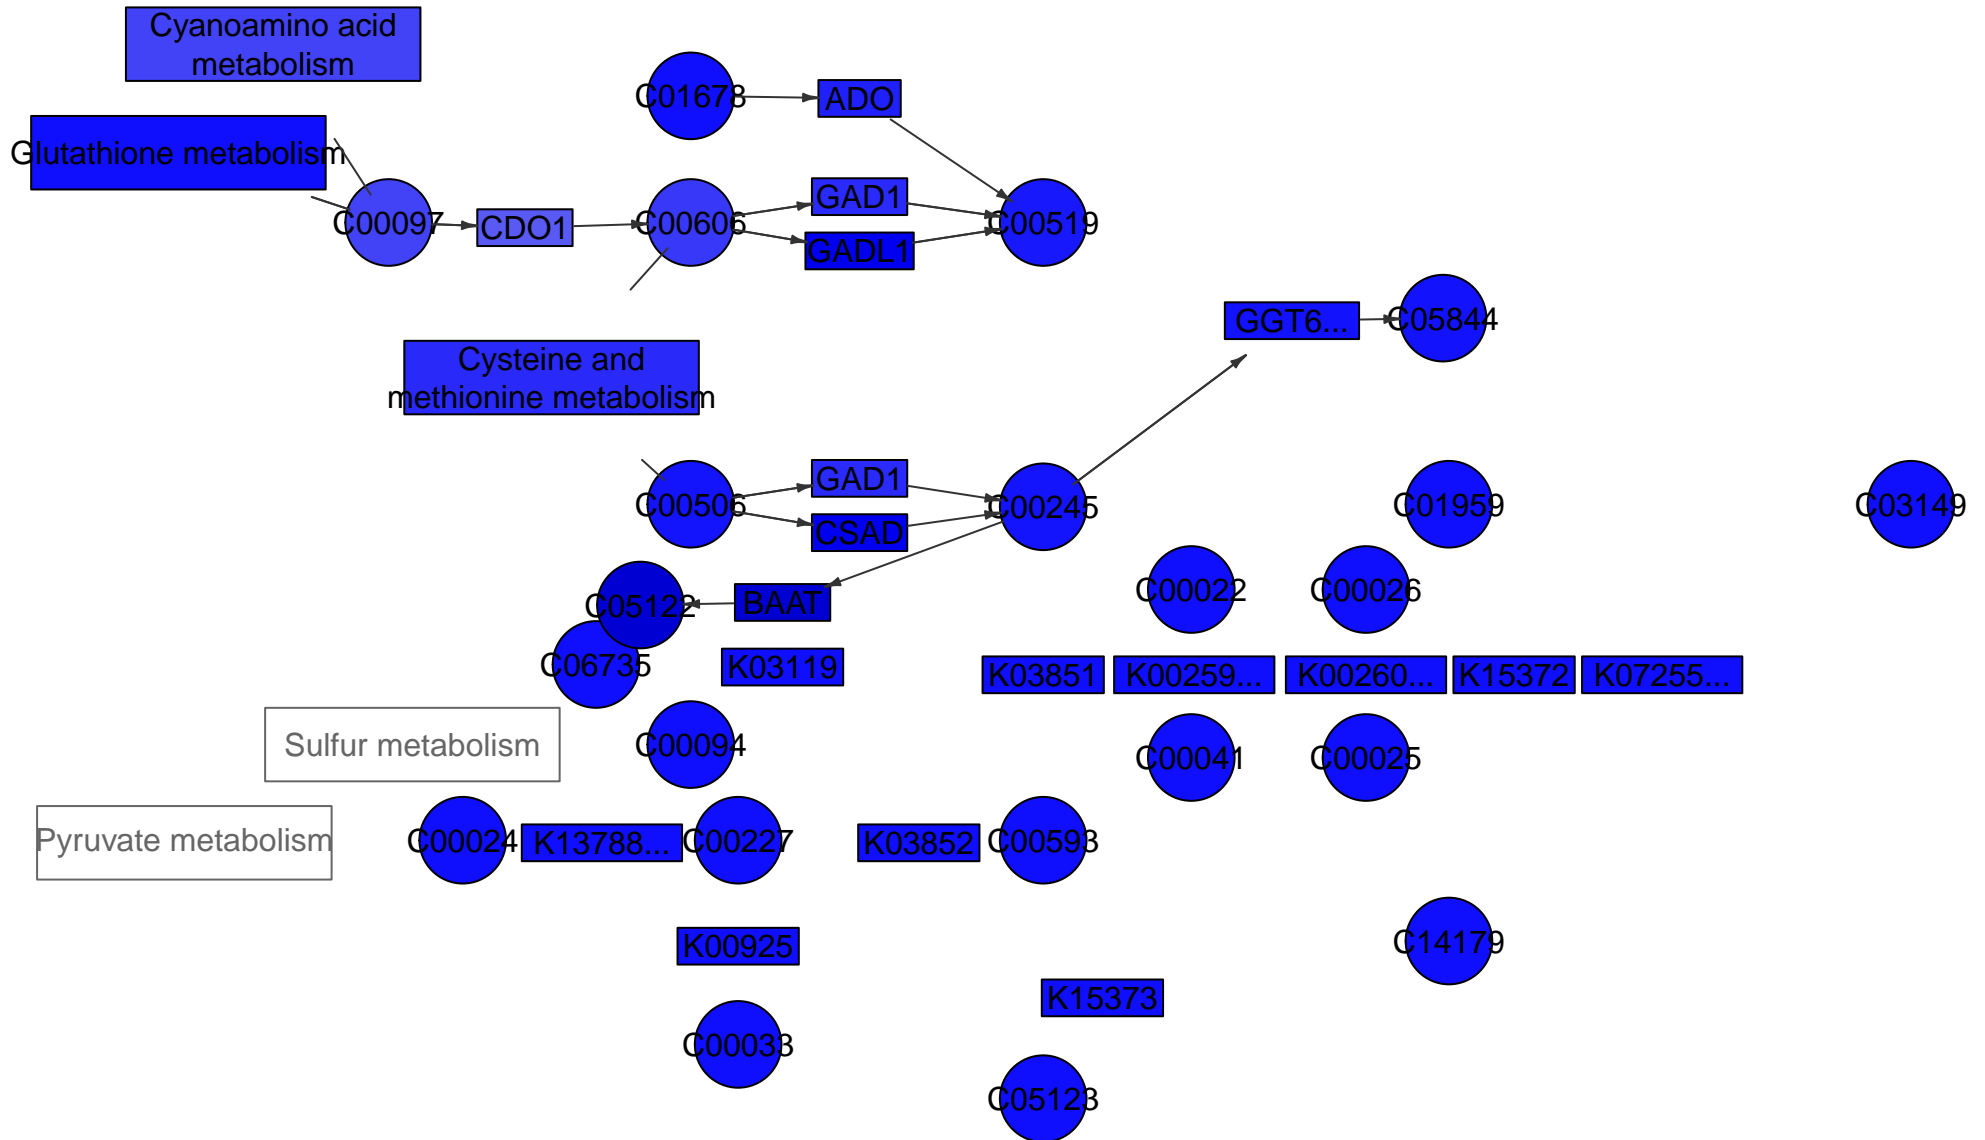 Cyanoamino acid
metabolism
C01678
ADO
Glutathione metabolism
C00097
CDO1
C00606
GAD1
GADL1
C00519
GGT6...
C05844
Cysteine and
methionine metabolism
C00506
GAD1
CSAD
C00245
C01959
C03149
C05122
BAAT
C00022
C00026
C06735
K03119
K03851
K00259...
K00260...
K15372
K07255...
Sulfur metabolism
C00094
C00041
C00025
Pyruvate metabolism
C00024
K13788...
C00227
K03852
C00593
K00925
C14179
K15373
C00033
C05123